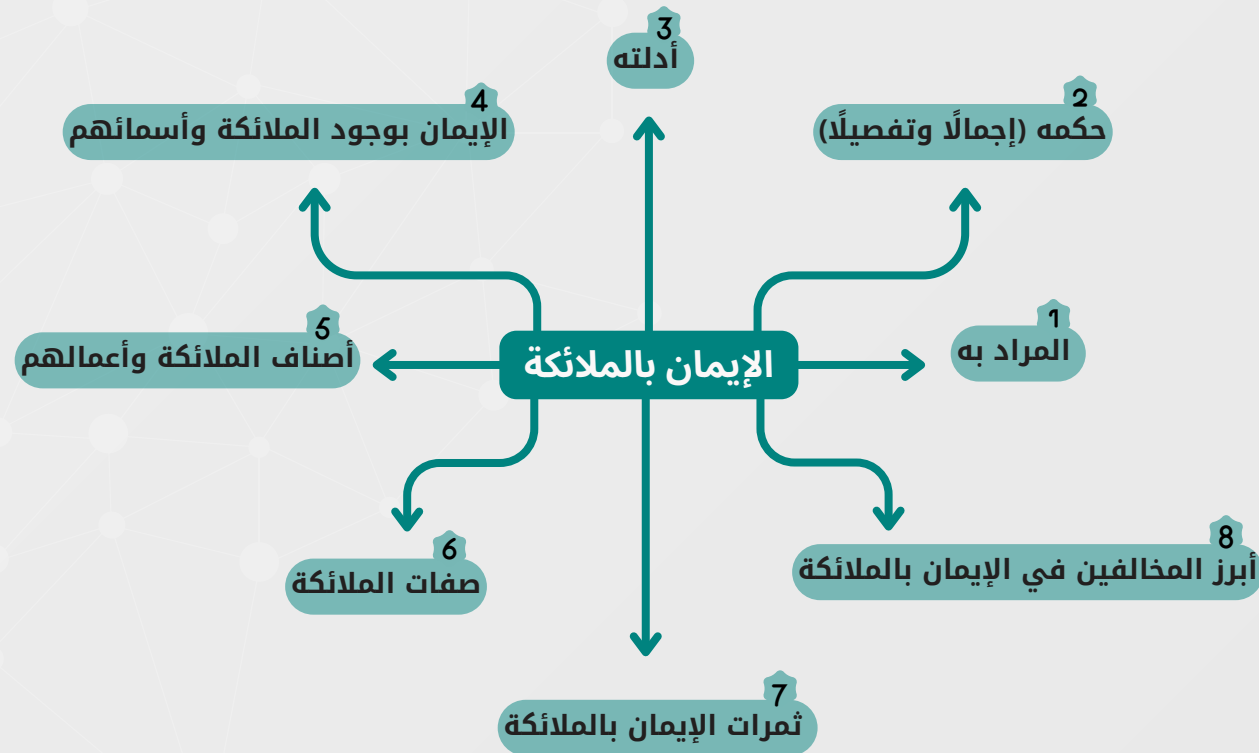 الإيمان بالملائكة
1
المراد به
2
حكمه (إجمالًا وتفصيلًا)
3
أدلته
4
الإيمان بوجود الملائكة وأسمائهم
5
أصناف الملائكة وأعمالهم
6
صفات الملائكة
7
ثمرات الإيمان بالملائكة
8
أبرز المخالفين في الإيمان بالملائكة